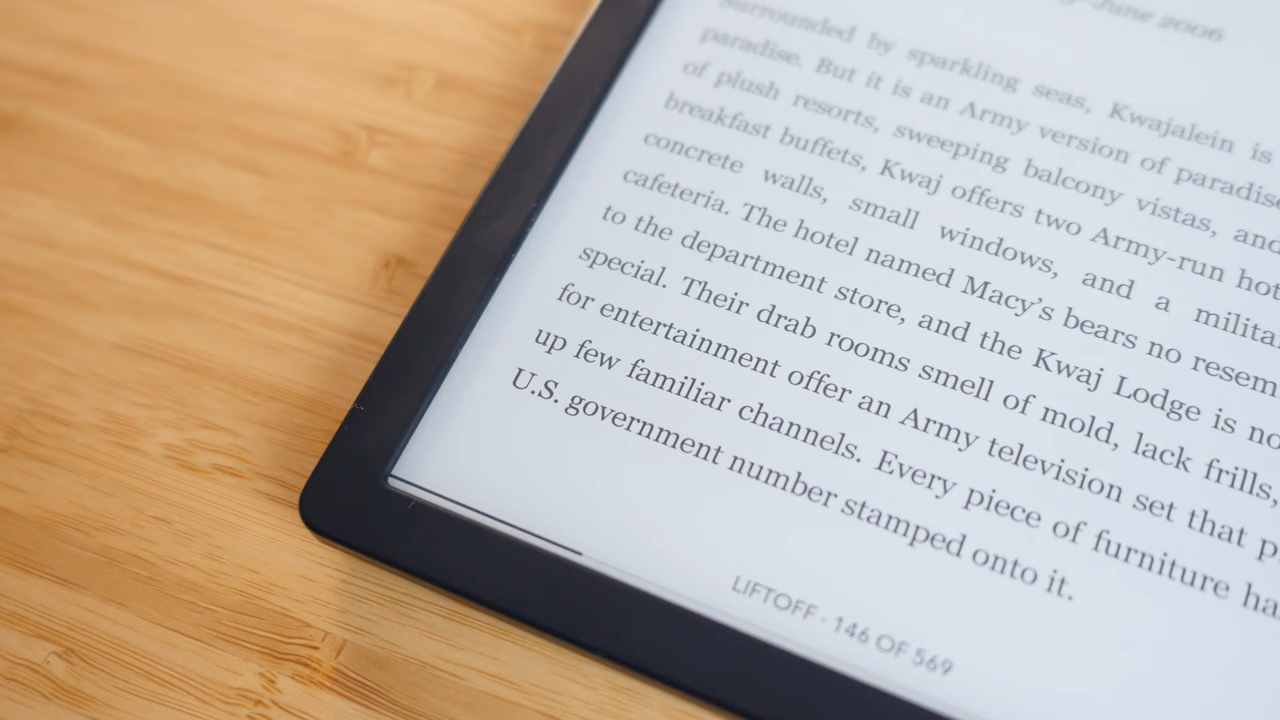 June 2006
Surrounded by sparkling seas, Kwajalein is
paradise. But it is an Army version of paradise
of plush resorts, sweeping balcony vistas, and
breakfast buffets, Kwaj offers two Army-run hot
concrete walls, small windows, and a milita
cafeteria. The hotel named Macy’s bears no resem
to the department store, and the Kwaj Lodge is no
special. Their drab rooms smell of mold, lack frills,
for entertainment offer an Army television set that p
up few familiar channels. Every piece of furniture ha
U.S. government number stamped onto it.
LIFTOFF · 146 OF 569